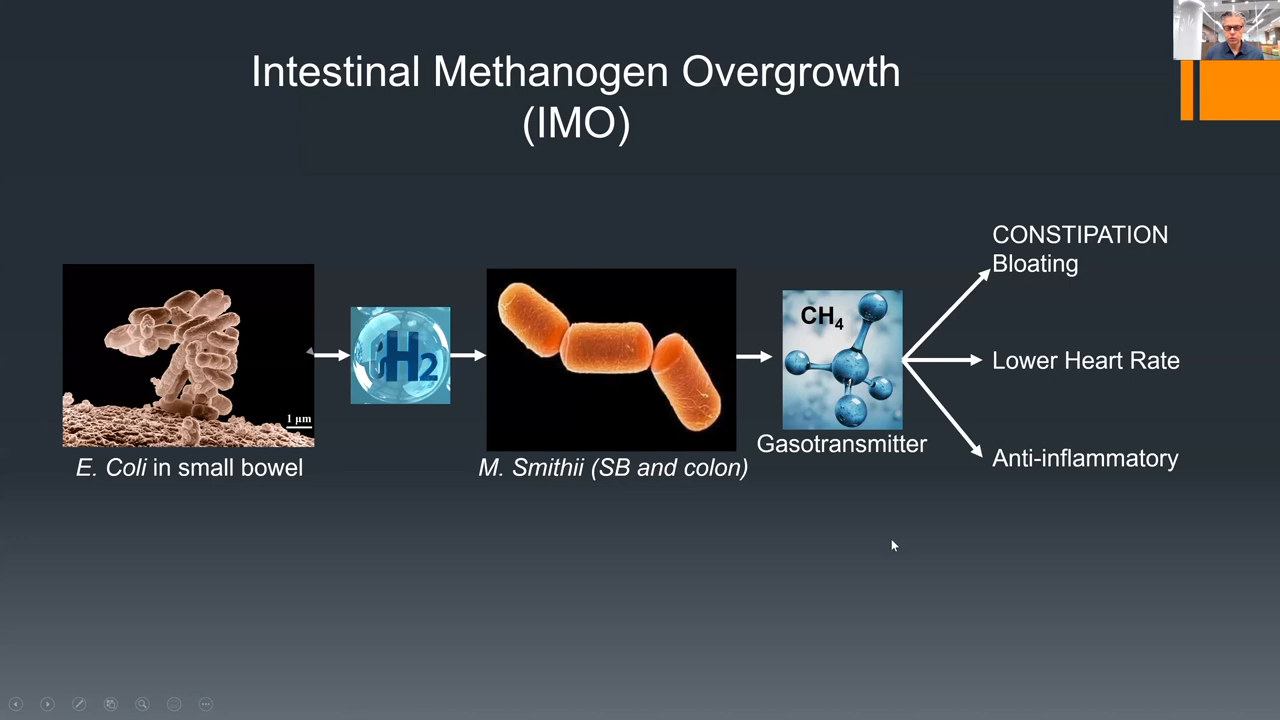 Intestinal Methanogen Overgrowth
(IMO)
CONSTIPATION
Bloating
CH4
H2
Lower Heart Rate
1 µm
Gasotransmitter
Anti-inflammatory
E. Coli in small bowel
M. Smithii (SB and colon)